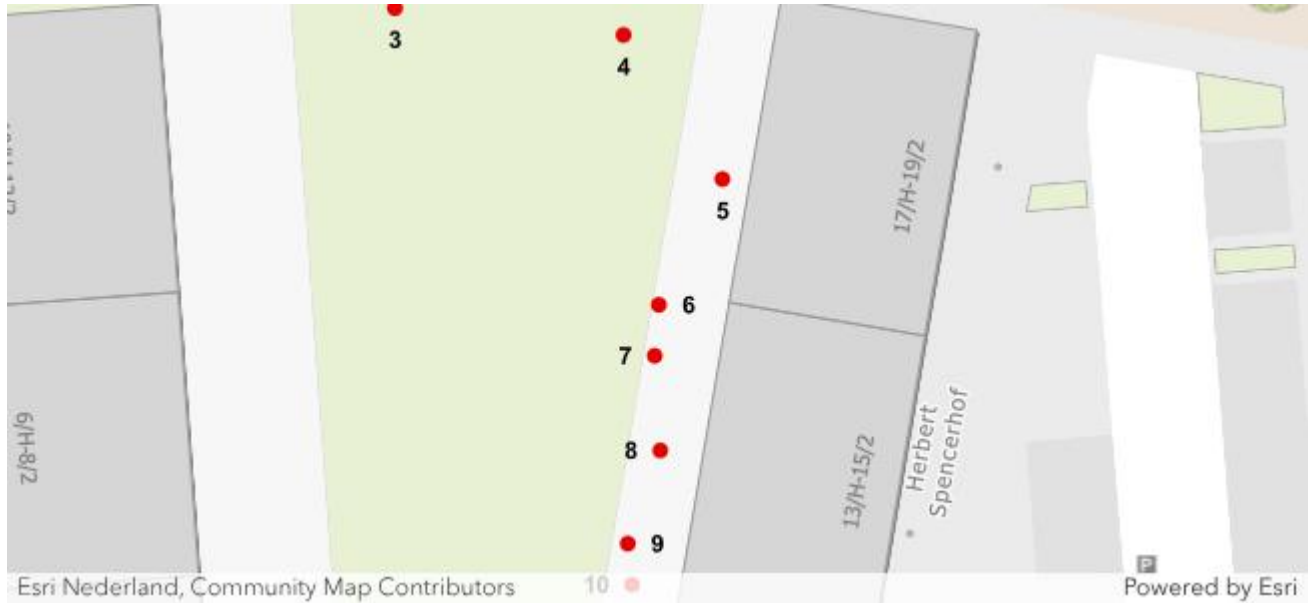 3
4
17/H-19/2
5
6
7
6/H-8/2
Herbert
Spencerhof
13/H-15/2
8
9
P
10
Esri Nederland, Community Map Contributors
Powered by Esri